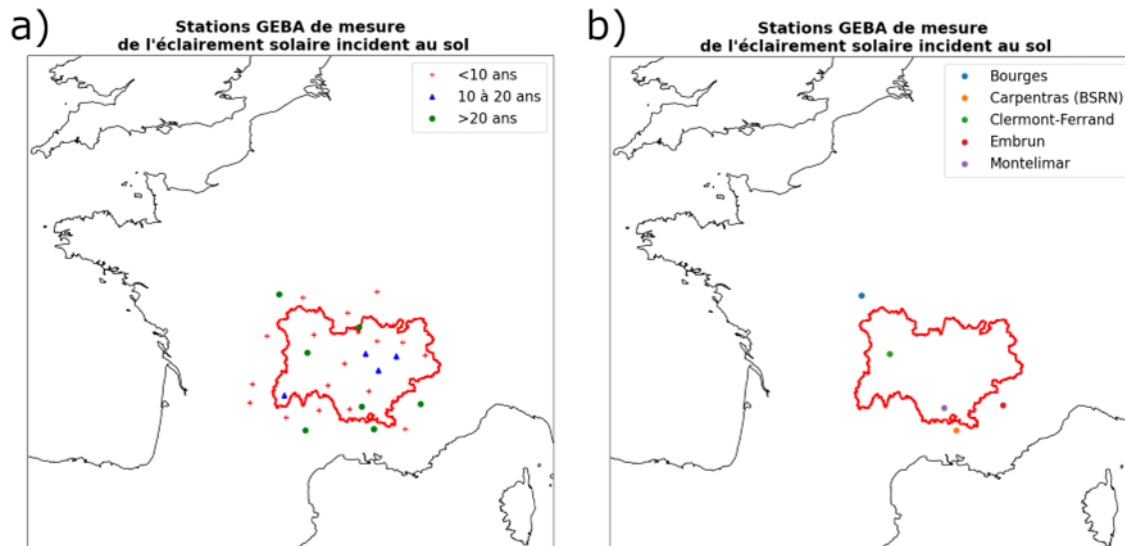 a)
Stations GEBA de mesure
de l'éclairement solaire incident au sol
<10 ans
10 à 20 ans
>20 ans
b)
Stations GEBA de mesure
de l'éclairement solaire incident au sol
Bourges
Carpentras (BSRN)
Clermont-Ferrand
Embrun
Montelimar